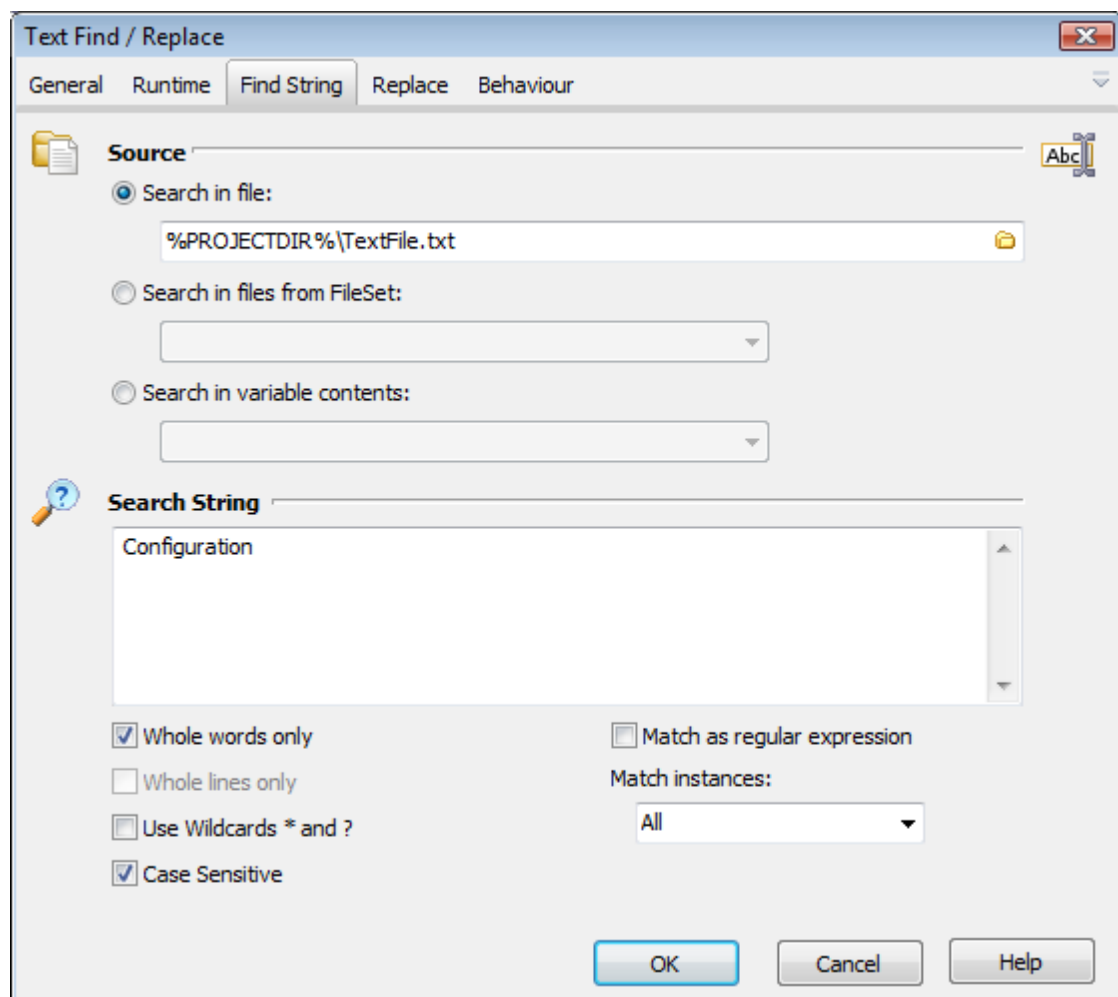 Text Find / Replace
General Runtime Find String Replace Behaviour
Source
Abc
Search in file:
%PROJECTDIR%\TextFile.txt
Search in files from FileSet:
Search in variable contents:
?
Search String
Configuration
Whole words only
Match as regular expression
Whole lines only
Match instances:
Use Wildcards * and ?
All
Case Sensitive
OK Cancel Help